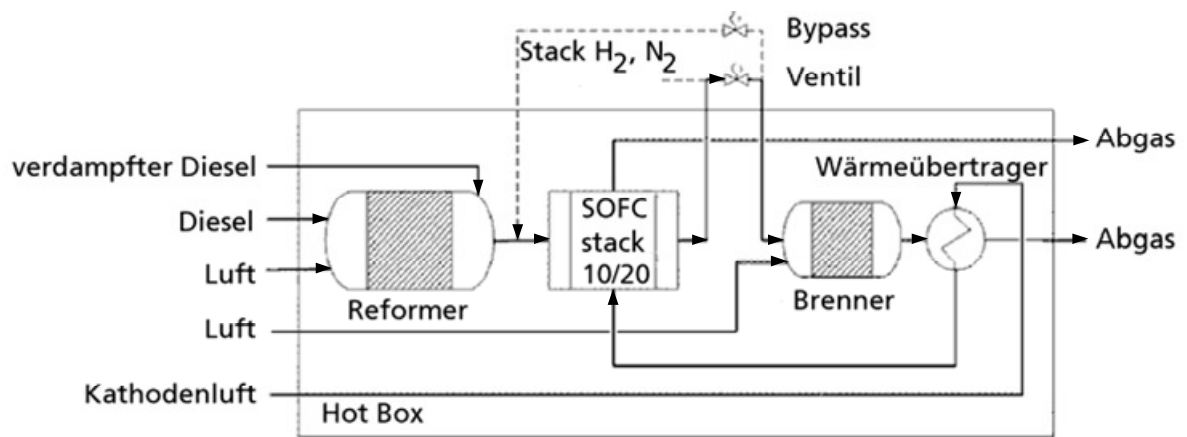 Bypass
Stack H2, N2
Ventil
Abgas
verdampfter Diesel
Wärmeübertrager
Diesel
SOFC
stack
10/20
Abgas
Luft
Reformer
Brenner
Luft
Kathodenluft
Hot Box